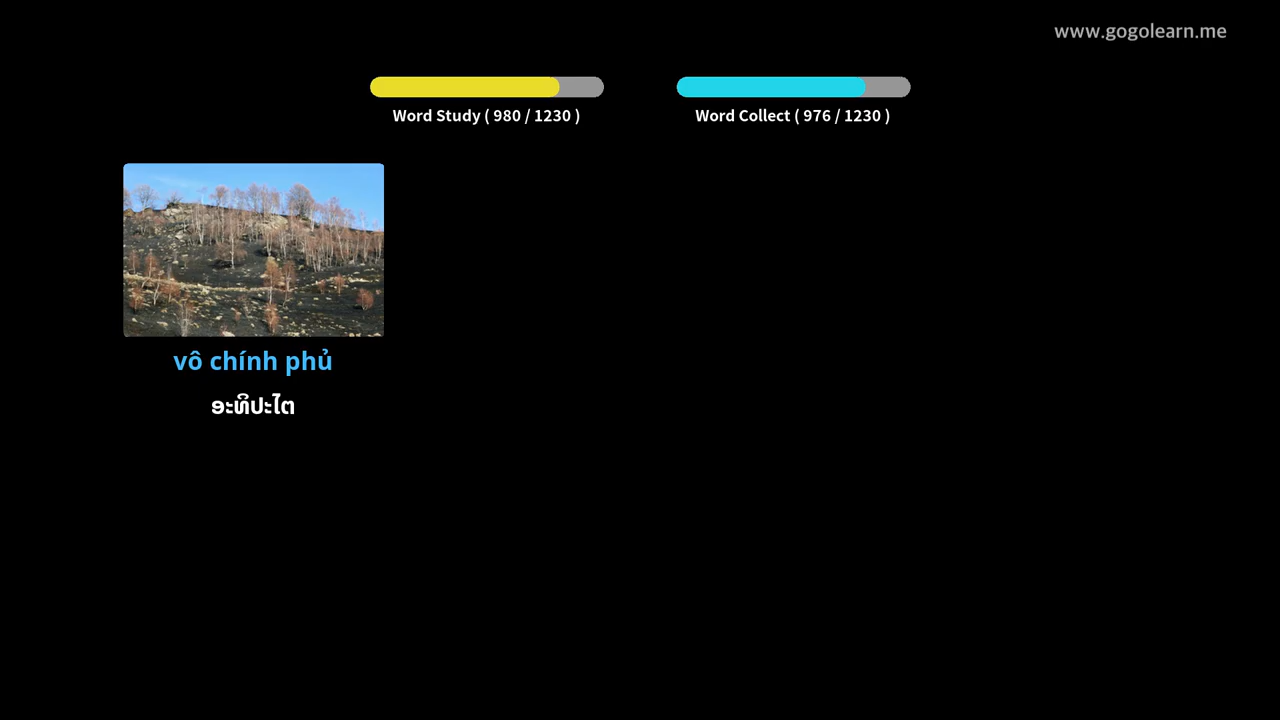 www.gogolearn.me
Word Study ( 980 / 1230 )
Word Collect ( 976 / 1230 )
vô chính phủ
ອະທິປະໄຕ